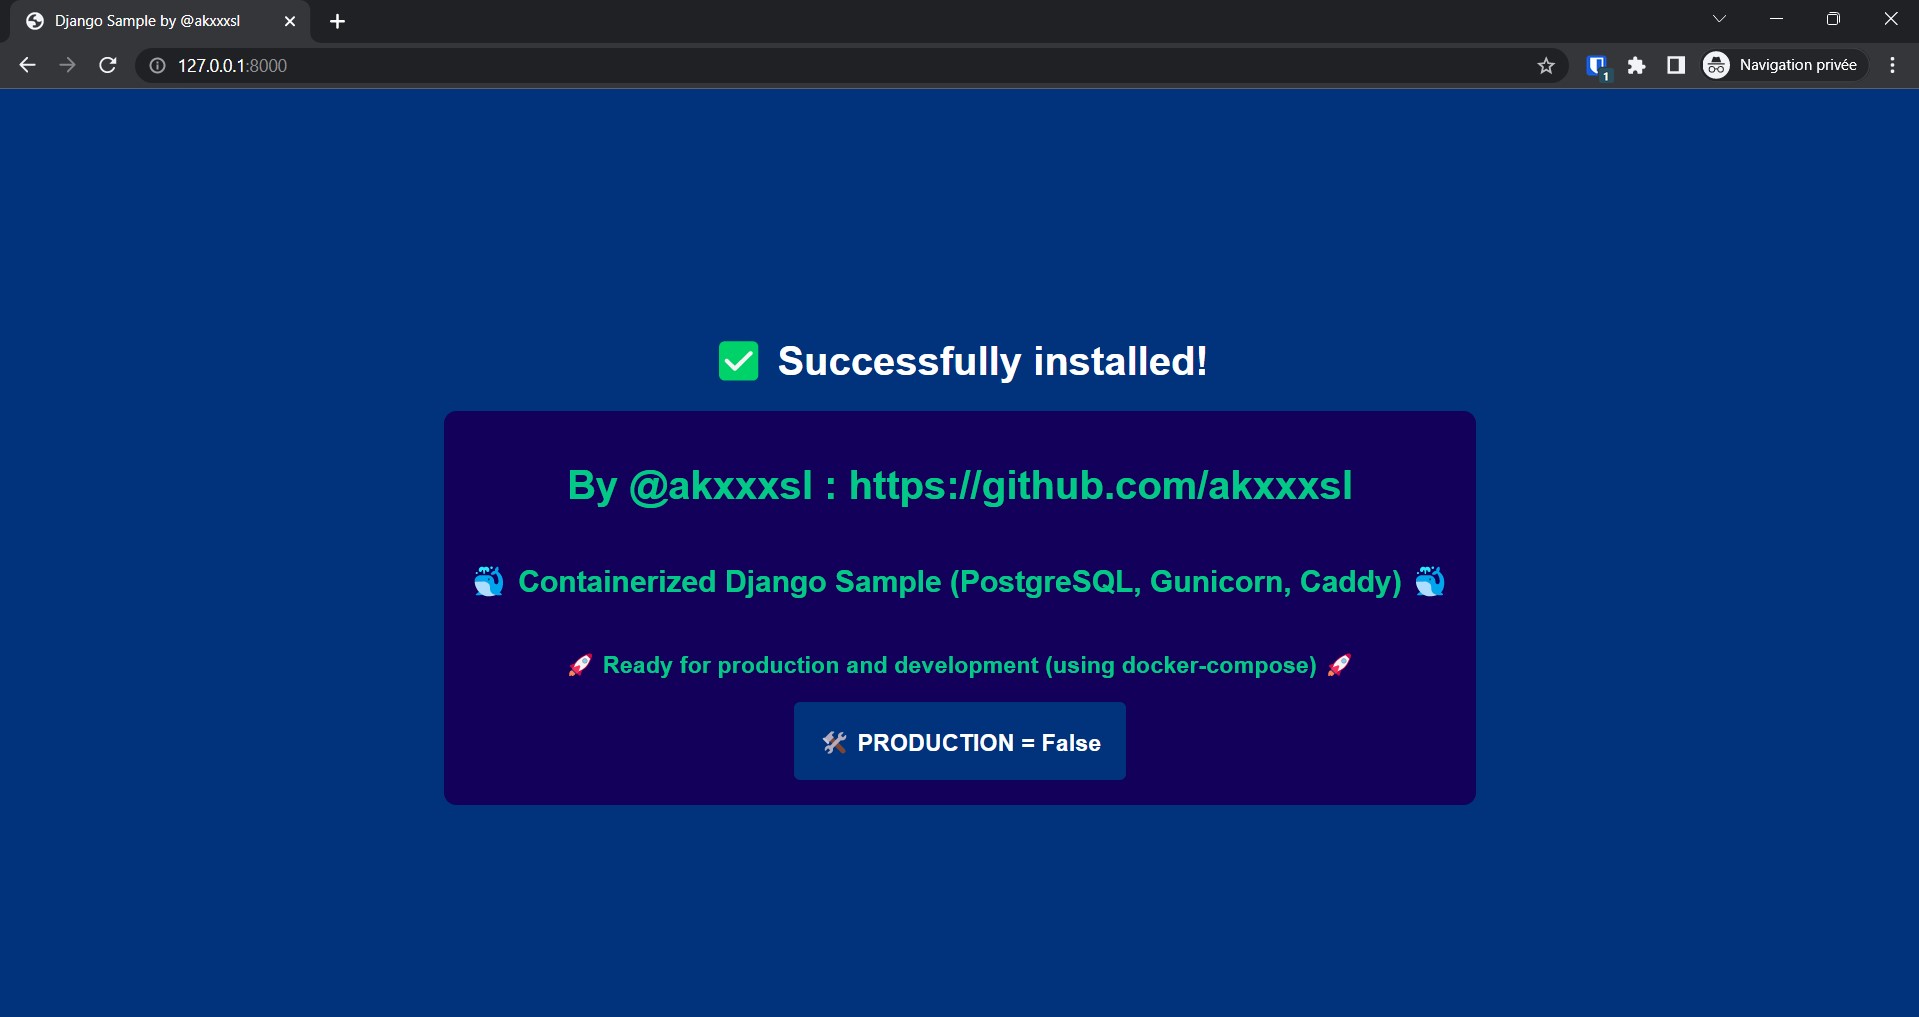 Django Sample by @akxxxsl
127.0.0.1:8000
1
Navigation privée
✅ Successfully installed!
By @akxxxsl : https://github.com/akxxxsl
🐳 Containerized Django Sample (PostgreSQL, Gunicorn, Caddy) 🐳
🚀 Ready for production and development (using docker-compose) 🚀
🛠️ PRODUCTION = False